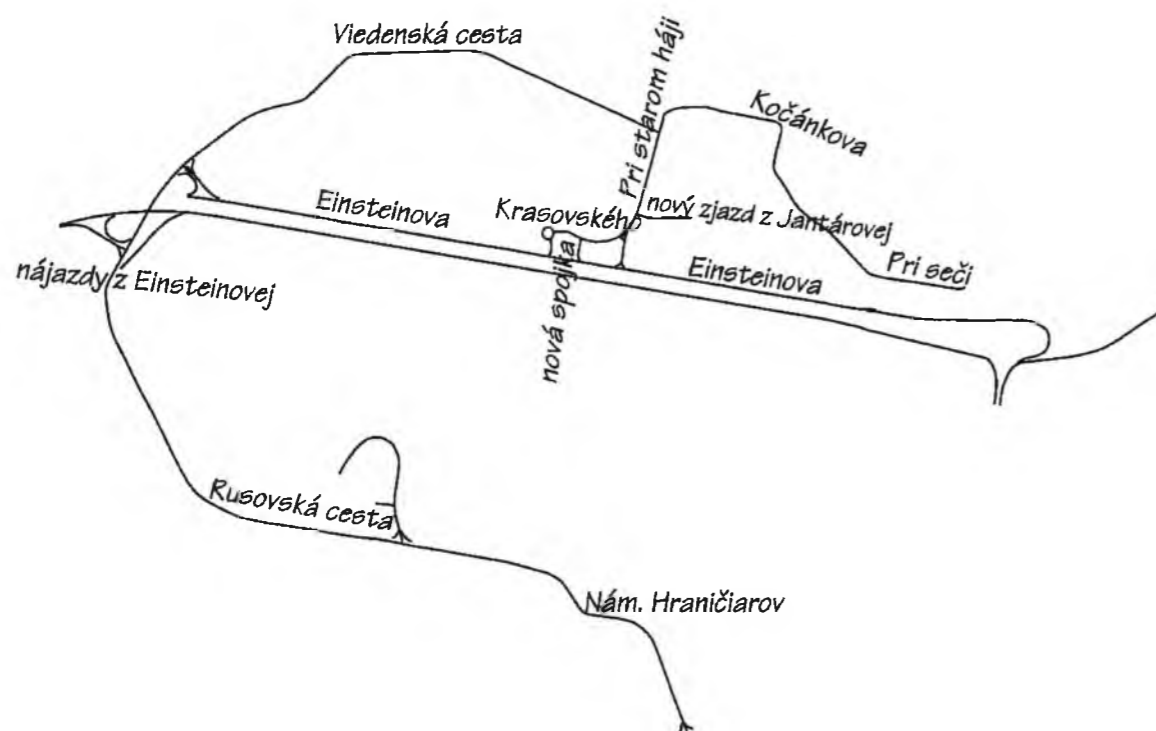 Viedenská cesta
Pri starom háji
Kočánkova
Einsteinova
Krasovského
nový zjazd z Jantárovej
nájazdy z Einsteinovej
nová spojka
Einsteinova
Pri seči
Rusovská cesta
Nám. Hraničiarov